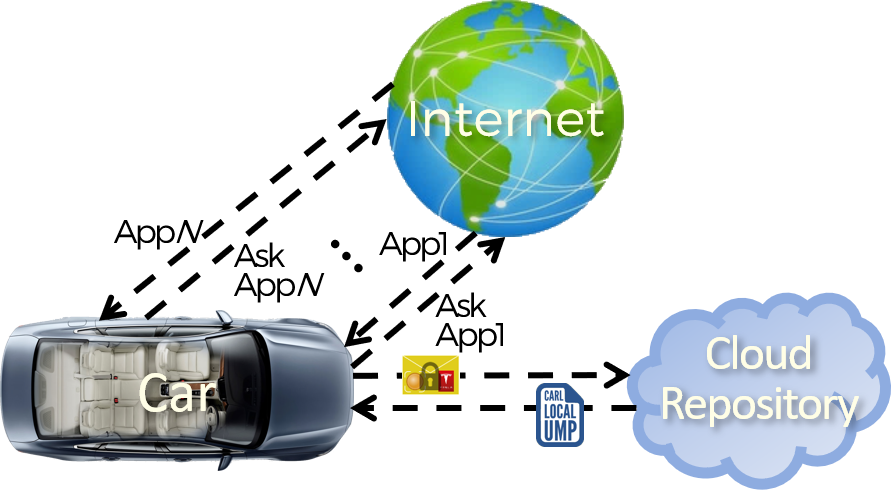 Internet
AppN
Ask
AppN
App1
Ask
App1
Car
CARL
LOCAL
UMP
Cloud
Repository